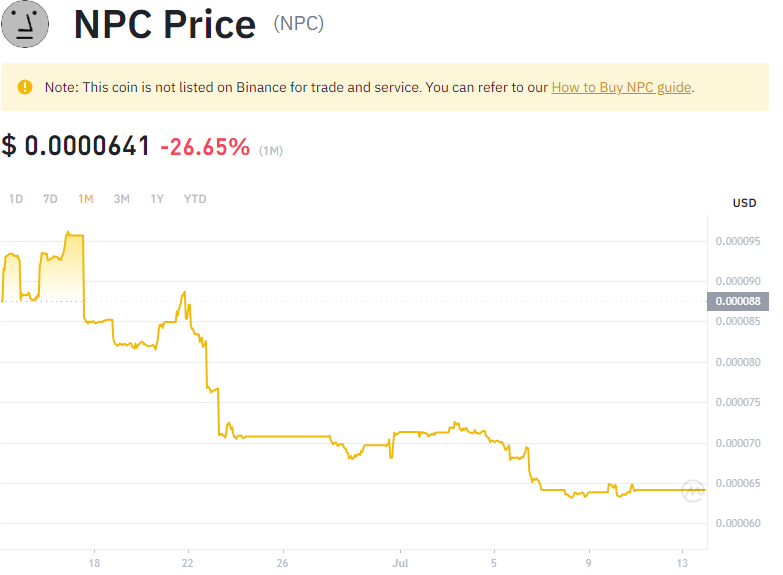 NPC Price (NPC)
Note: This coin is not listed on Binance for trade and service. You can refer to our How to Buy NPC guide.
$ 0.0000641 -26.65% (1M)
1D 7D 1M 3M 1Y YTD
USD
0.000095
0.000090
0.000088
0.000085
0.000080
0.000075
0.000070
0.000065
0.000060
18 22 26 Jul 5 9 13